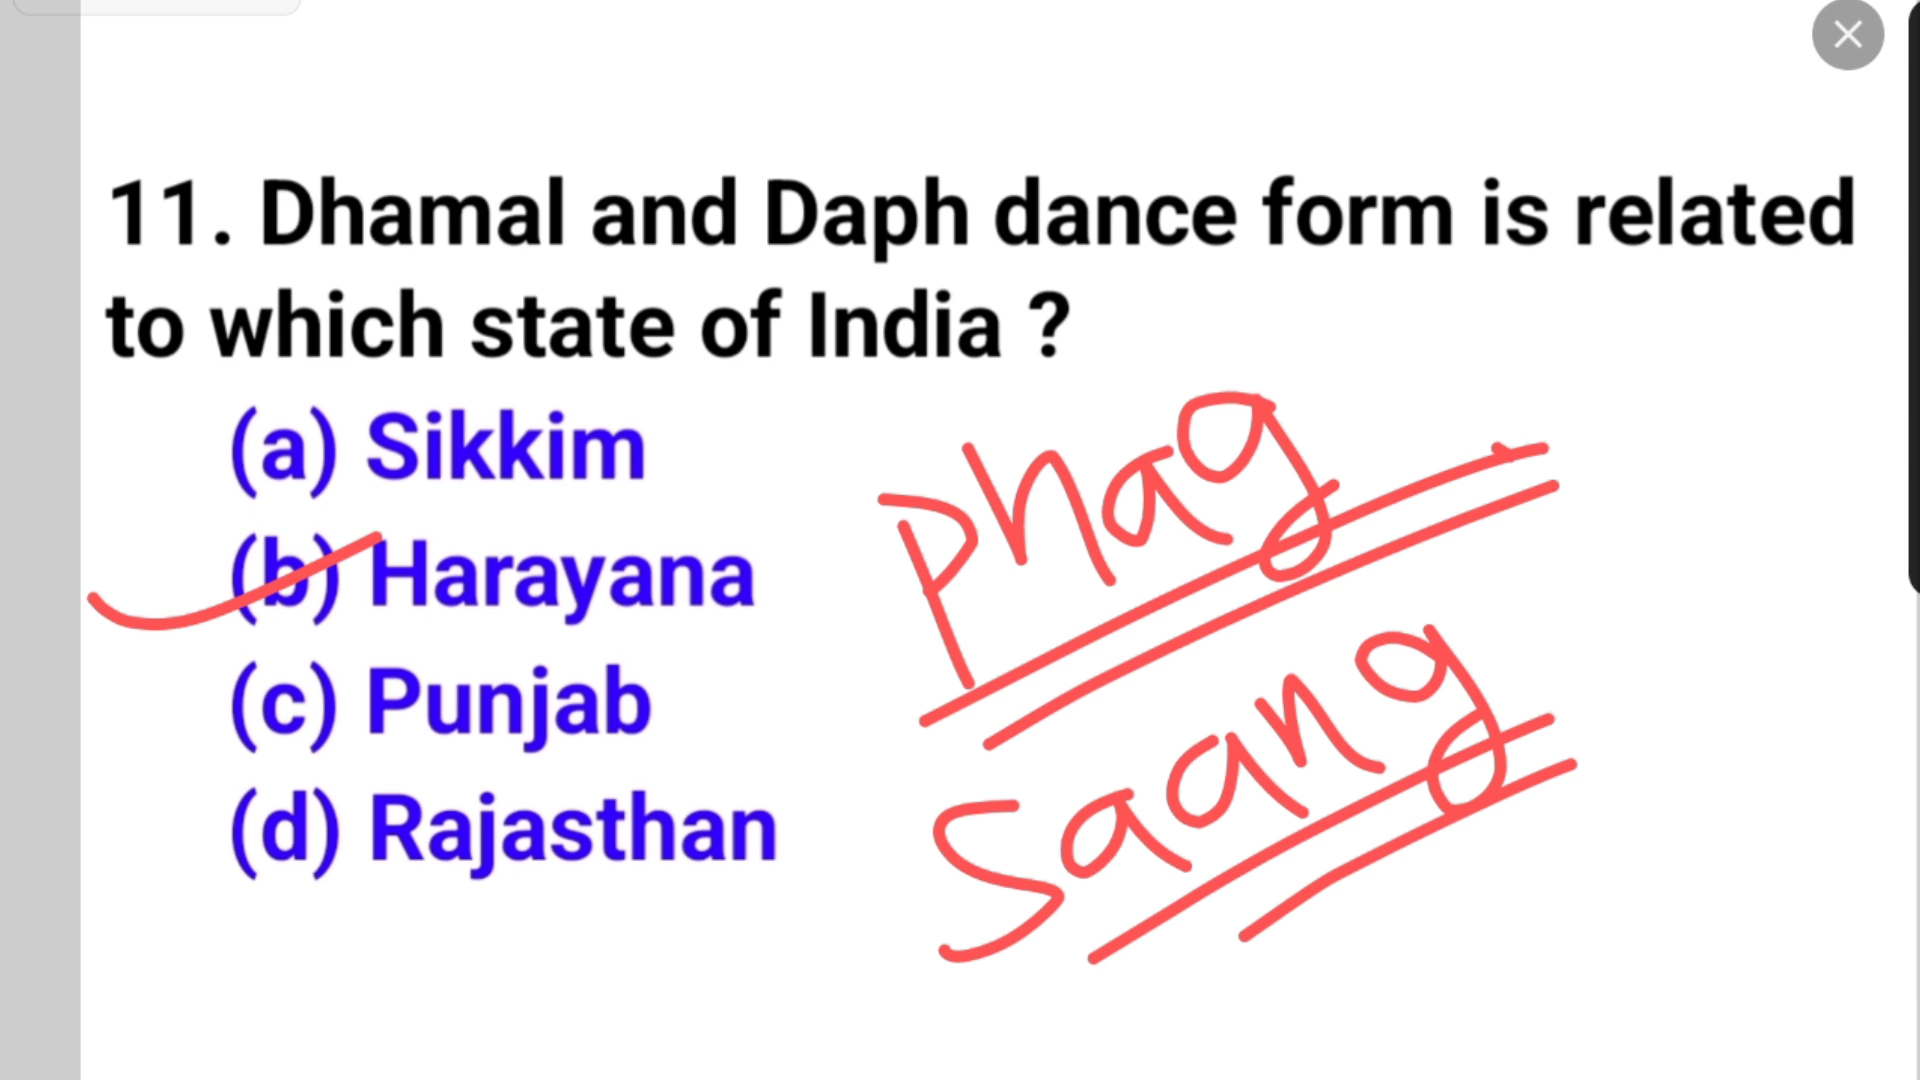 11. Dhamal and Daph dance form is related
to which state of India ?
(a) Sikkim
(b) Harayana
(c) Punjab
(d) Rajasthan
Phag
Saang